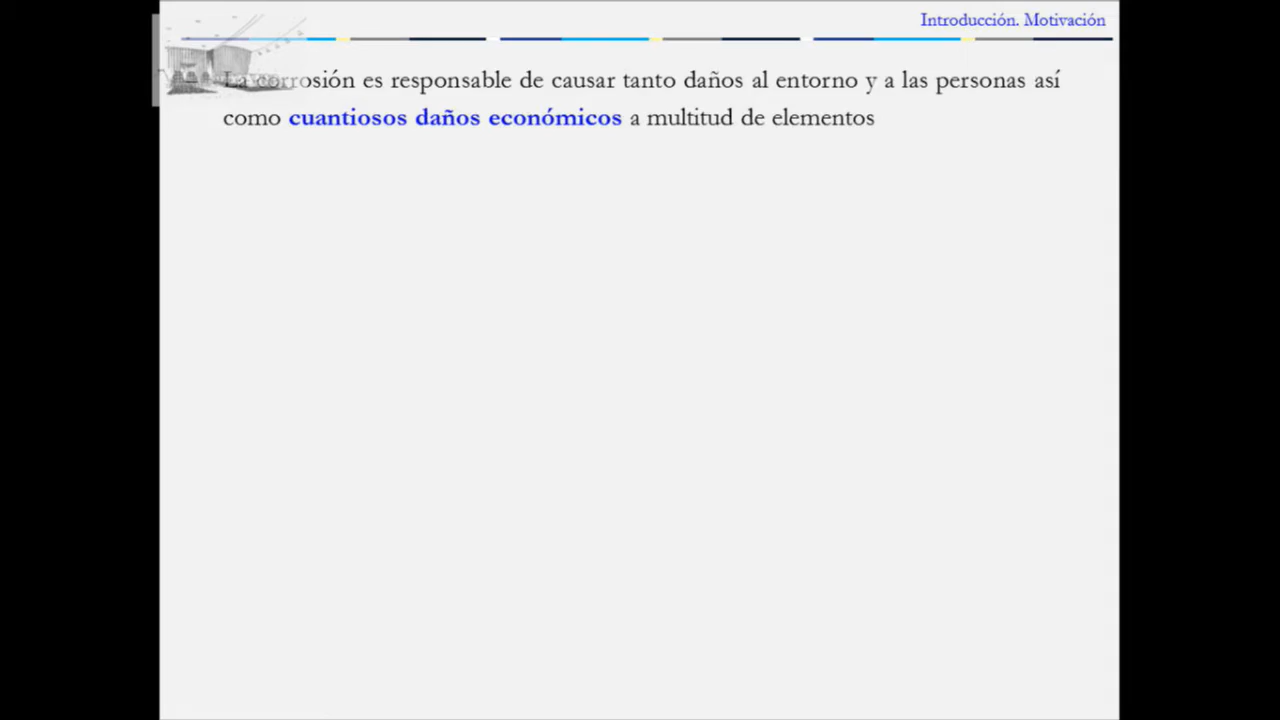 Introducción. Motivación
La corrosión es responsable de causar tanto daños al entorno y a las personas así
como cuantiosos daños económicos a multitud de elementos